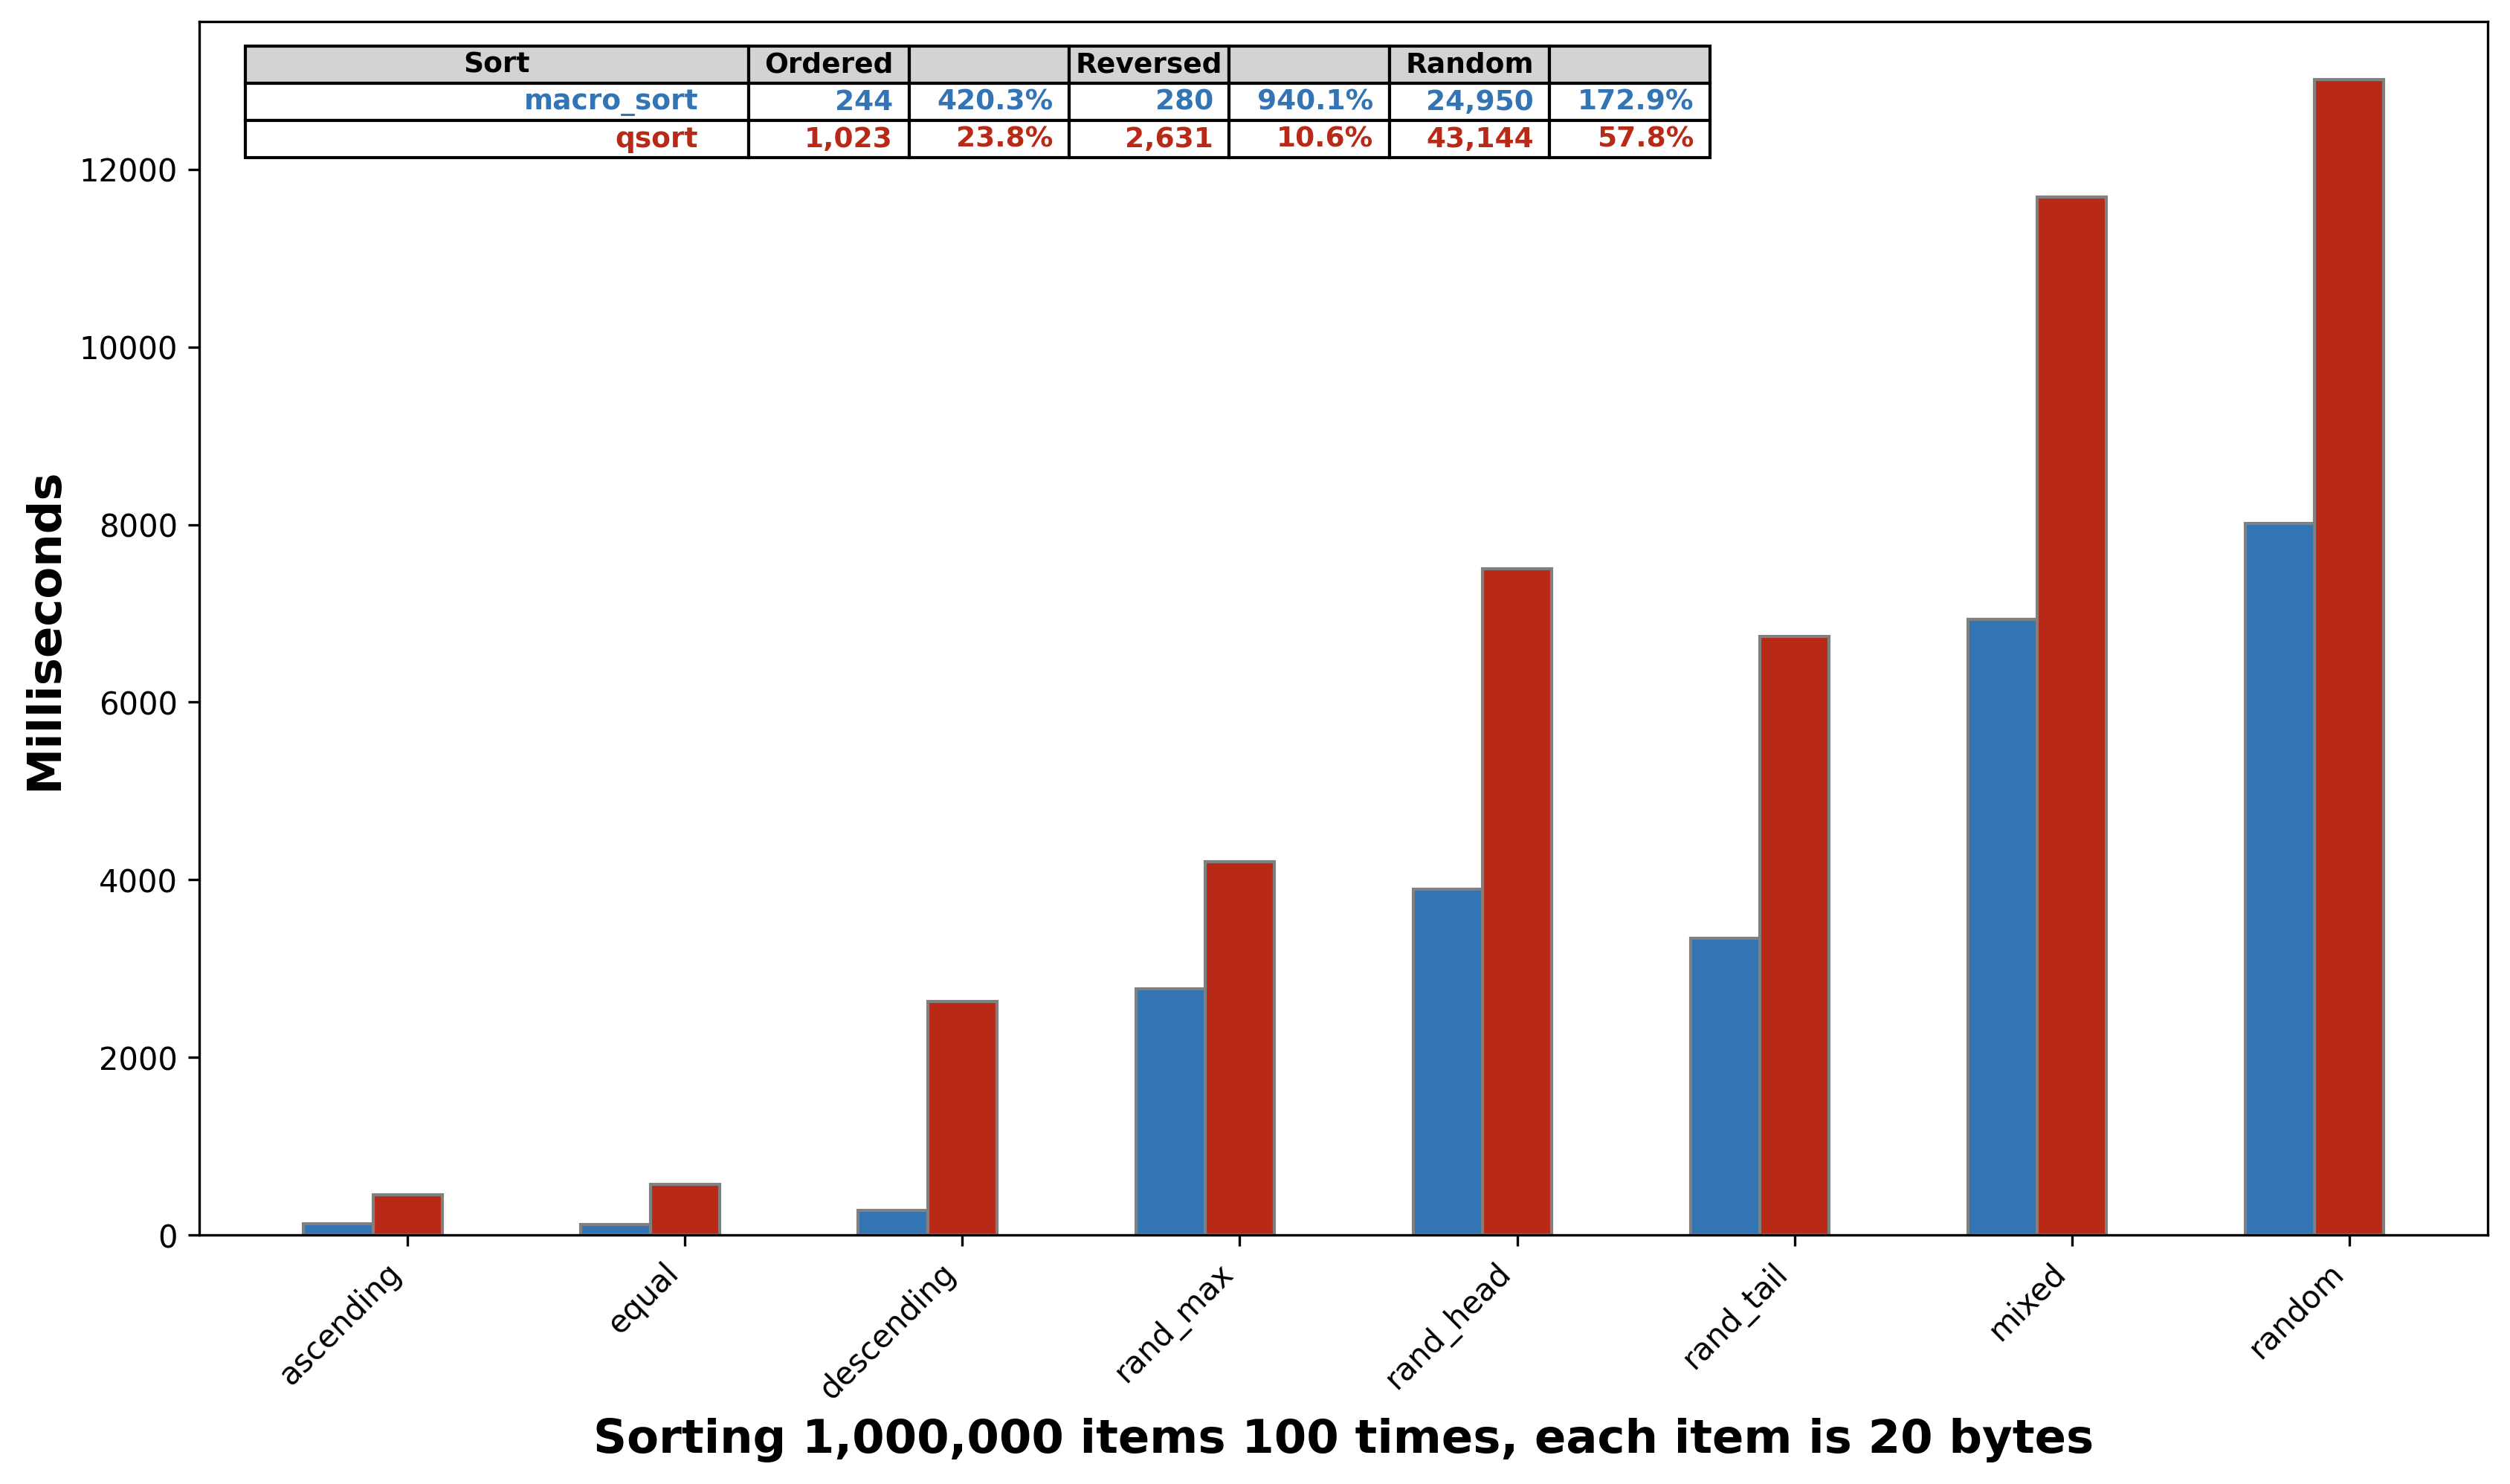 Sort Ordered Reversed Random
macro_sort 244 420.3% 280 940.1% 24,950 172.9%
qsort 1,023 23.8% 2,631 10.6% 43,144 57.8%
12000
10000
8000
6000
4000
2000
0
Milliseconds
ascending equal descending rand_max rand_head rand_tail mixed random
Sorting 1,000,000 items 100 times, each item is 20 bytes